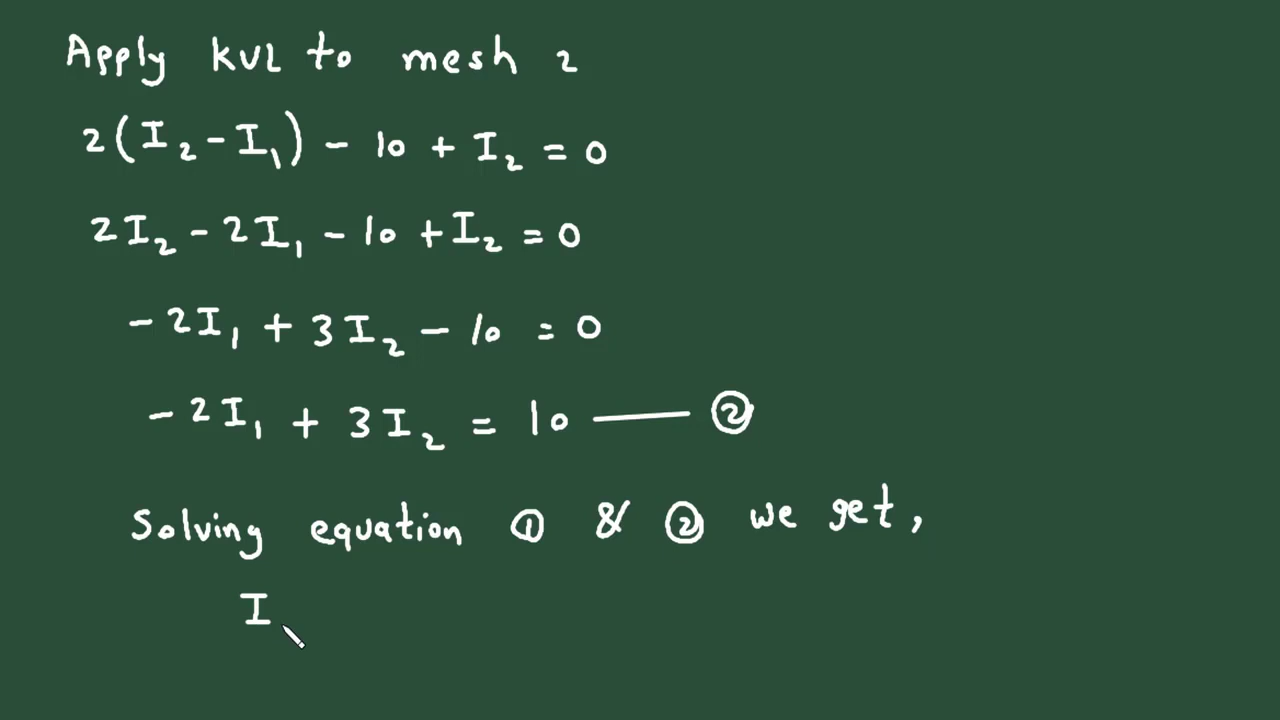 Apply KVL to mesh 2
2(I₂ - I₁) - 10 + I₂ = 0
2I₂ - 2I₁ - 10 + I₂ = 0
- 2I₁ + 3I₂ - 10 = 0
- 2I₁ + 3I₂ = 10 —— ②
Solving equation ① & ② we get,
I